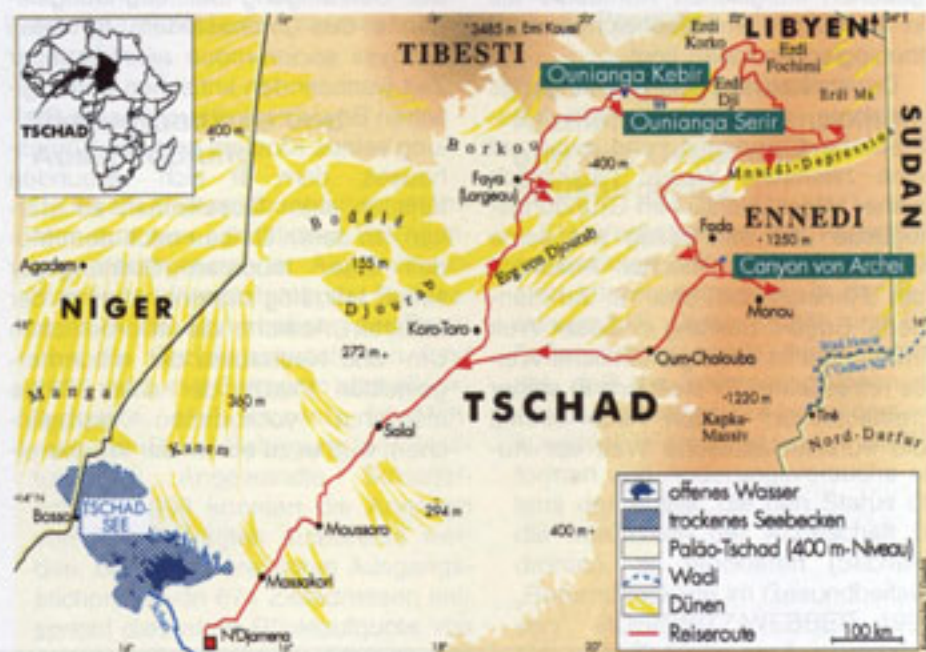 TSCHAD
TIBESTI
LIBYEN
SUDAN
Erdi
Korko
Erdi
Fochimi
Erdi
Dji
Erdi Ma
Ounianga Kebir
Ounianga Serir
Borkou
Faya
(Largeau)
-400 m
400 m
Bodélé
Djourab
155 m
Erg von Djourab
Fada
ENNEDI
1250 m
Canyon von Archei
Monou
Agadem
NIGER
Koro-Toro
272 m+
Oum-Chalouba
Manga
360 m
TSCHAD
-1220 m
Kapka-
Massiv
Tiné
Nord-Darfur
Salal
Kanem
TSCHAD-
SEE
Bosso
Moussoro
294 m
400 m+
Massakori
N'Djamena
offenes Wasser
trockenes Seebecken
Paläo-Tschad (400 m-Niveau)
Wadi
Dünen
Reiseroute
100 km